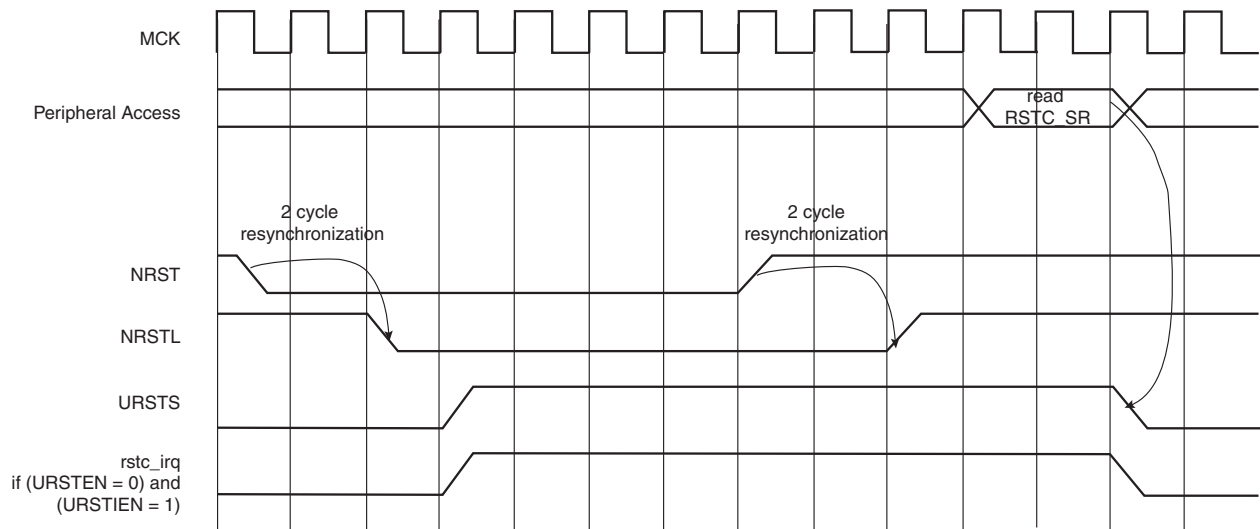 MCK
Peripheral Access
read
RSTC_SR
2 cycle
resynchronization
2 cycle
resynchronization
NRST
NRSTL
URSTS
rstc_irq
if (URSTEN = 0) and
(URSTIEN = 1)